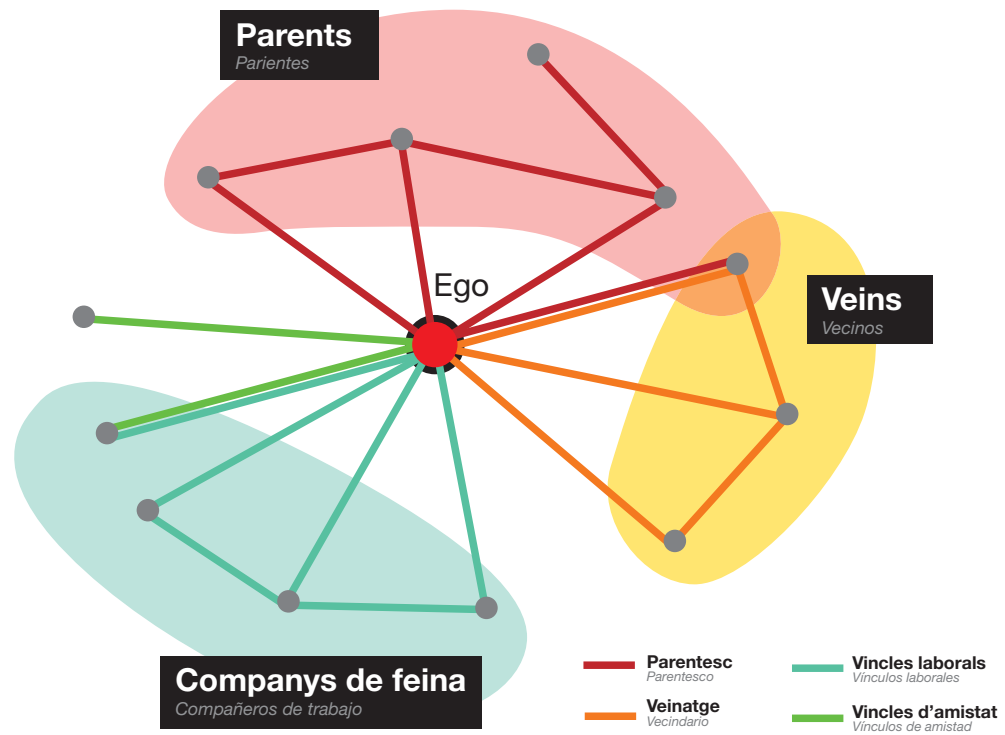 Parents
Parientes
Ego
Veins
Vecinos
Companys de feina
Compañeros de trabajo
Parentesc
Parentesco
Vincles laborals
Vínculos laborales
Veinatge
Vecindario
Vincles d’amistat
Vínculos de amistad